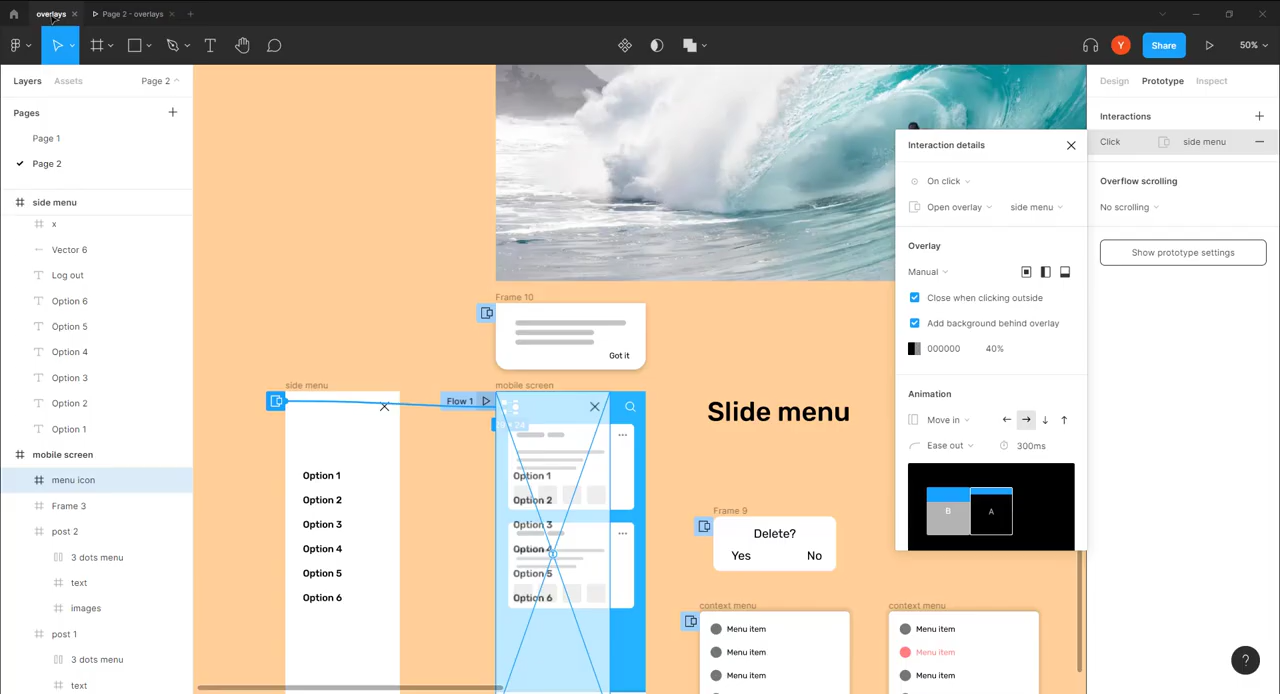 overlays
Page 2 - overlays
Share
50%
Layers
Assets
Page 2
Pages
Page 1
Page 2
side menu
x
Vector 6
Log out
Option 6
Option 5
Option 4
Option 3
Option 2
Option 1
mobile screen
menu icon
Frame 3
post 2
3 dots menu
text
images
post 1
3 dots menu
text
Frame 10
Got it
side menu
Option 1
Option 2
Option 3
Option 4
Option 5
Option 6
Flow 1
mobile screen
Option 1
Option 2
Option 3
Option 4
Option 5
Option 6
Slide menu
Frame 9
Delete?
Yes No
context menu
Menu item
Menu item
Menu item
context menu
Menu item
Menu item
Menu item
Interaction details
On click
Open overlay side menu
Overlay
Manual
Close when clicking outside
Add background behind overlay
000000 40%
Animation
Move in
Ease out 300ms
B A
Design Prototype Inspect
Interactions
Click side menu
Overflow scrolling
No scrolling
Show prototype settings
Y
?